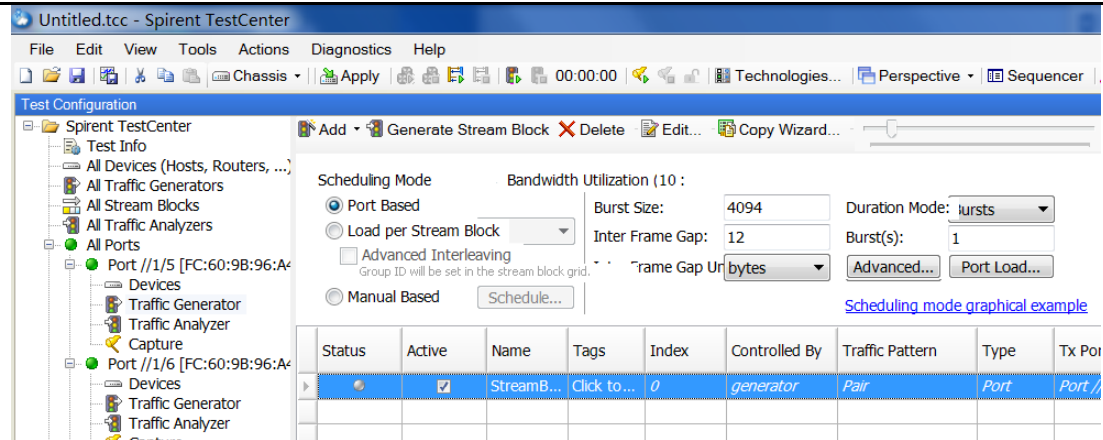 Untitled.tcc - Spirent TestCenter
File Edit View Tools Actions Diagnostics Help
Chassis Apply 00:00:00 Technologies... Perspective Sequencer
Test Configuration
Spirent TestCenter
Test Info
All Devices (Hosts, Routers, ...)
All Traffic Generators
All Stream Blocks
All Traffic Analyzers
All Ports
Port //1/5 [FC:60:9B:96:A4
Devices
Traffic Generator
Traffic Analyzer
Capture
Port //1/6 [FC:60:9B:96:A4
Devices
Traffic Generator
Traffic Analyzer
Add Generate Stream Block Delete Edit... Copy Wizard...
Scheduling Mode
Port Based
Load per Stream Block
Advanced Interleaving
Group ID will be set in the stream block grid.
Manual Based Schedule...
Bandwidth Utilization (10 :
Burst Size: 4094
Inter Frame Gap: 12
Frame Gap Un bytes
Duration Mode: Bursts
Burst(s): 1
Advanced... Port Load...
Scheduling mode graphical example
Status Active Name Tags Index Controlled By Traffic Pattern Type Tx Por
StreamB... Click to... 0 generator Pair Port Port //